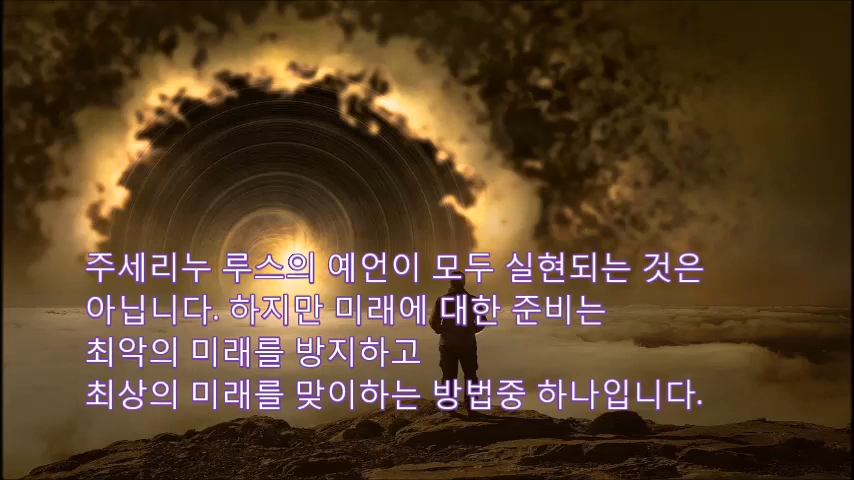 주세리누 루스의 예언이 모두 실현되는 것은
아닙니다. 하지만 미래에 대한 준비는
최악의 미래를 방지하고
최상의 미래를 맞이하는 방법중 하나입니다.